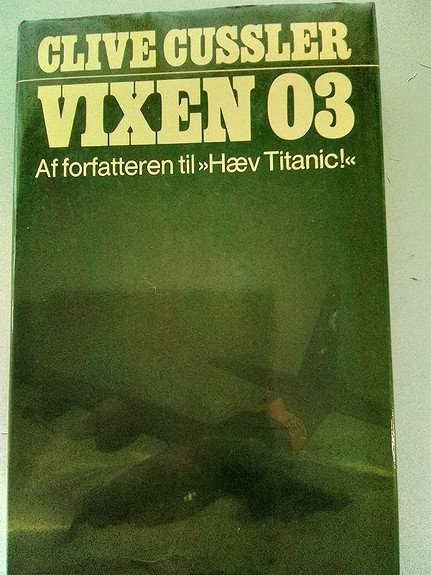 CLIVE CUSSLER
VIXEN 03
Af forfatteren til »Hæv Titanic!«